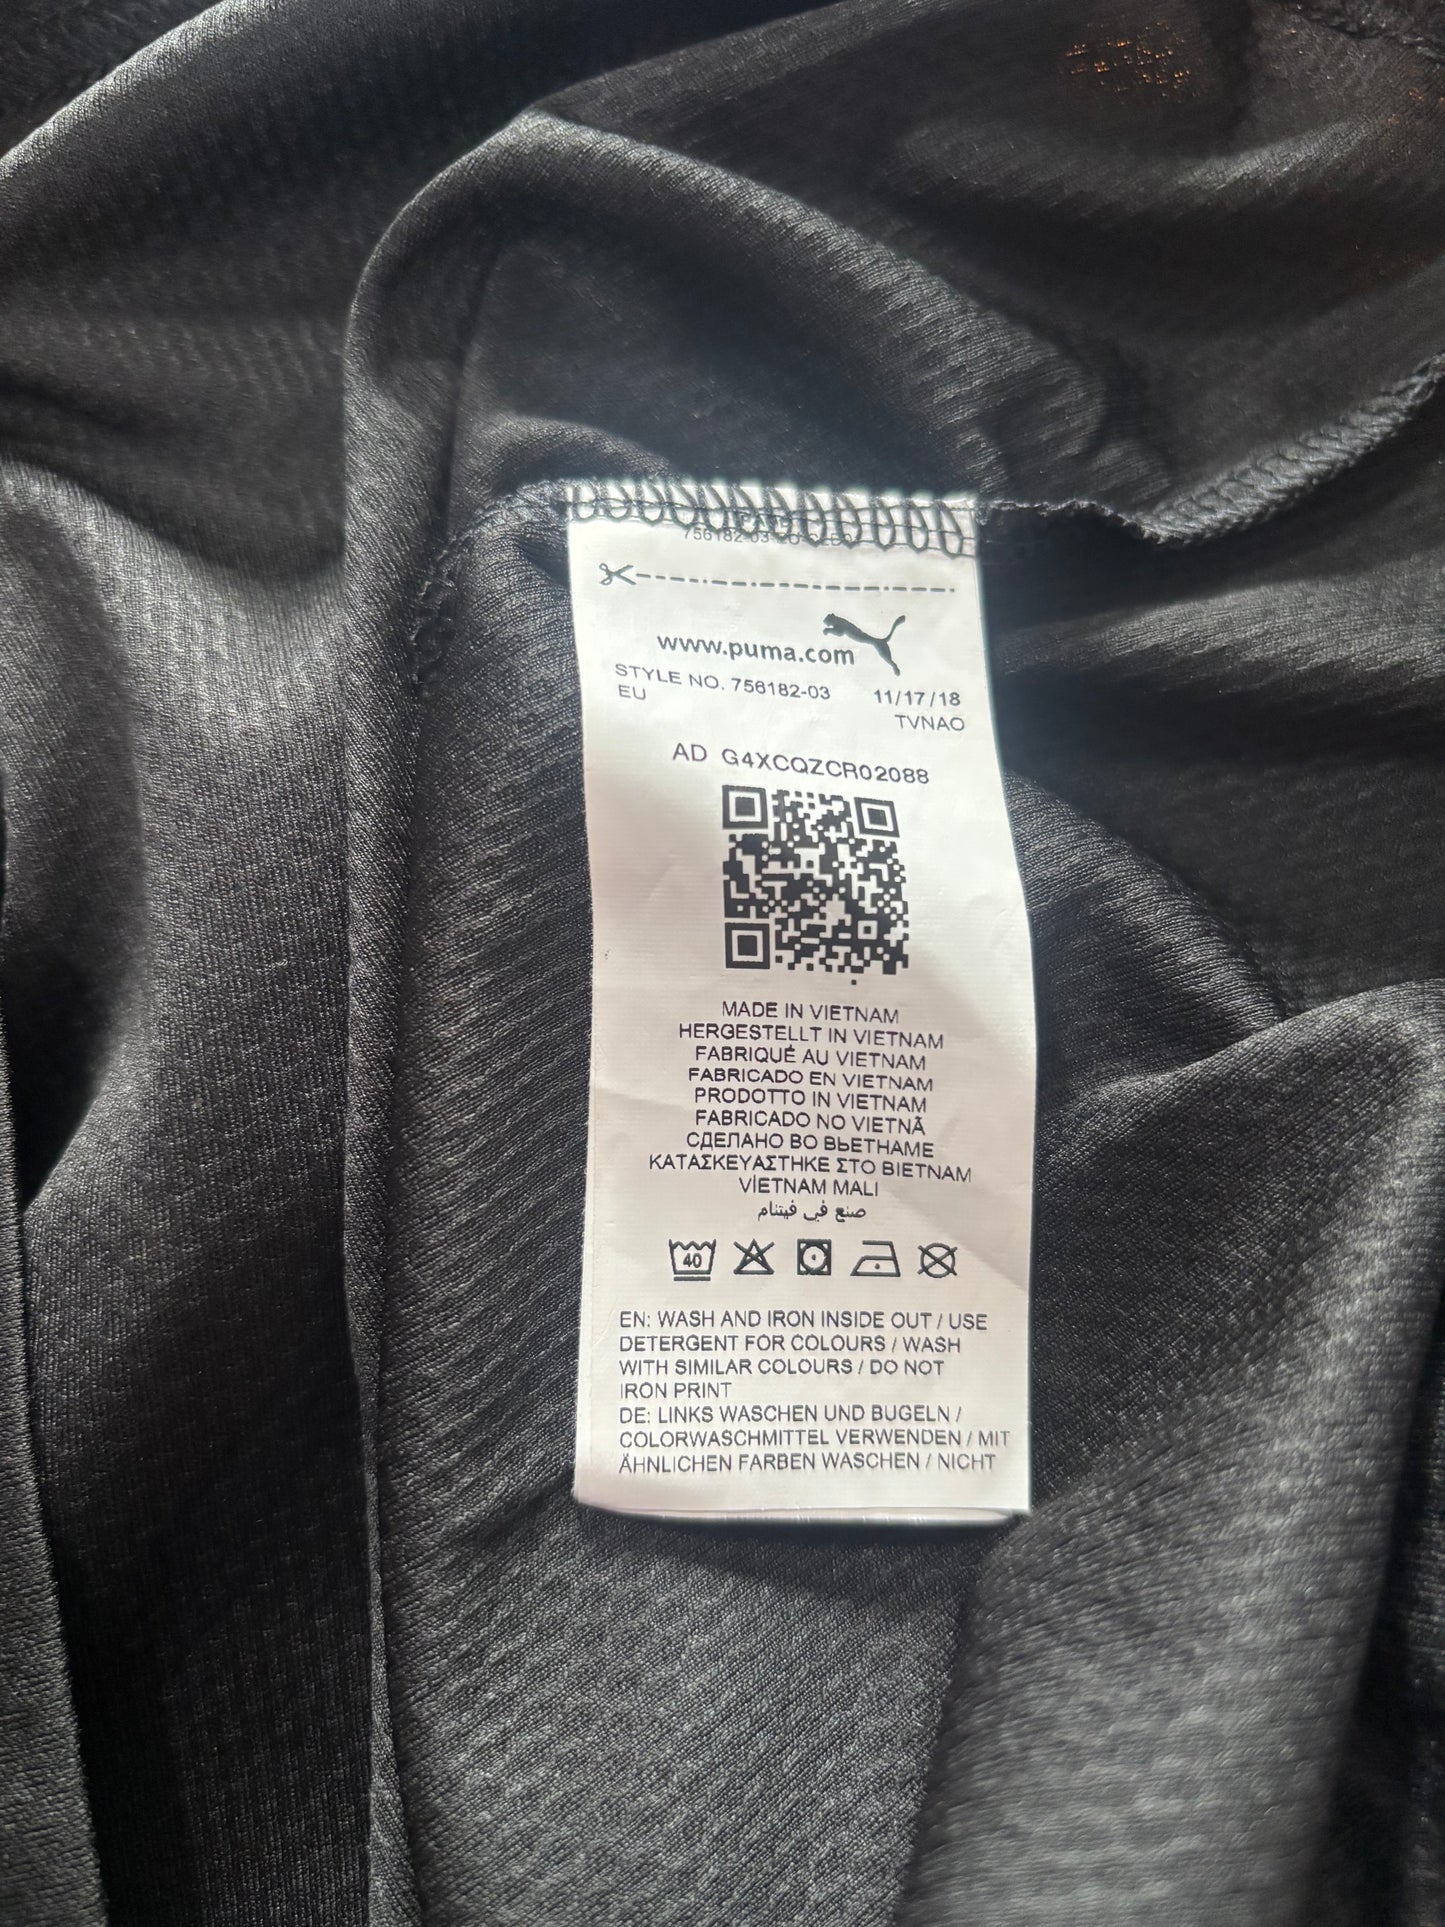 www.puma.com
STYLE NO. 756182-03 11/17/18
EU TVNAO
AD G4XCQZCR02088
MADE IN VIETNAM
HERGESTELLT IN VIETNAM
FABRIQUÉ AU VIETNAM
FABRICADO EN VIETNAM
PRODOTTO IN VIETNAM
FABRICADO NO VIETNÃ
СДЕЛАНО ВО ВЬЕТНАМЕ
ΚΑΤΑΣΚΕΥΑΣΤΗΚΕ ΣΤΟ ΒΙΕΤΝΑΜ
VİETNAM MALI
صنع في فيتنام
40
EN: WASH AND IRON INSIDE OUT / USE
DETERGENT FOR COLOURS / WASH
WITH SIMILAR COLOURS / DO NOT
IRON PRINT
DE: LINKS WASCHEN UND BÜGELN /
COLORWASCHMITTEL VERWENDEN / MIT
ÄHNLICHEN FARBEN WASCHEN / NICHT